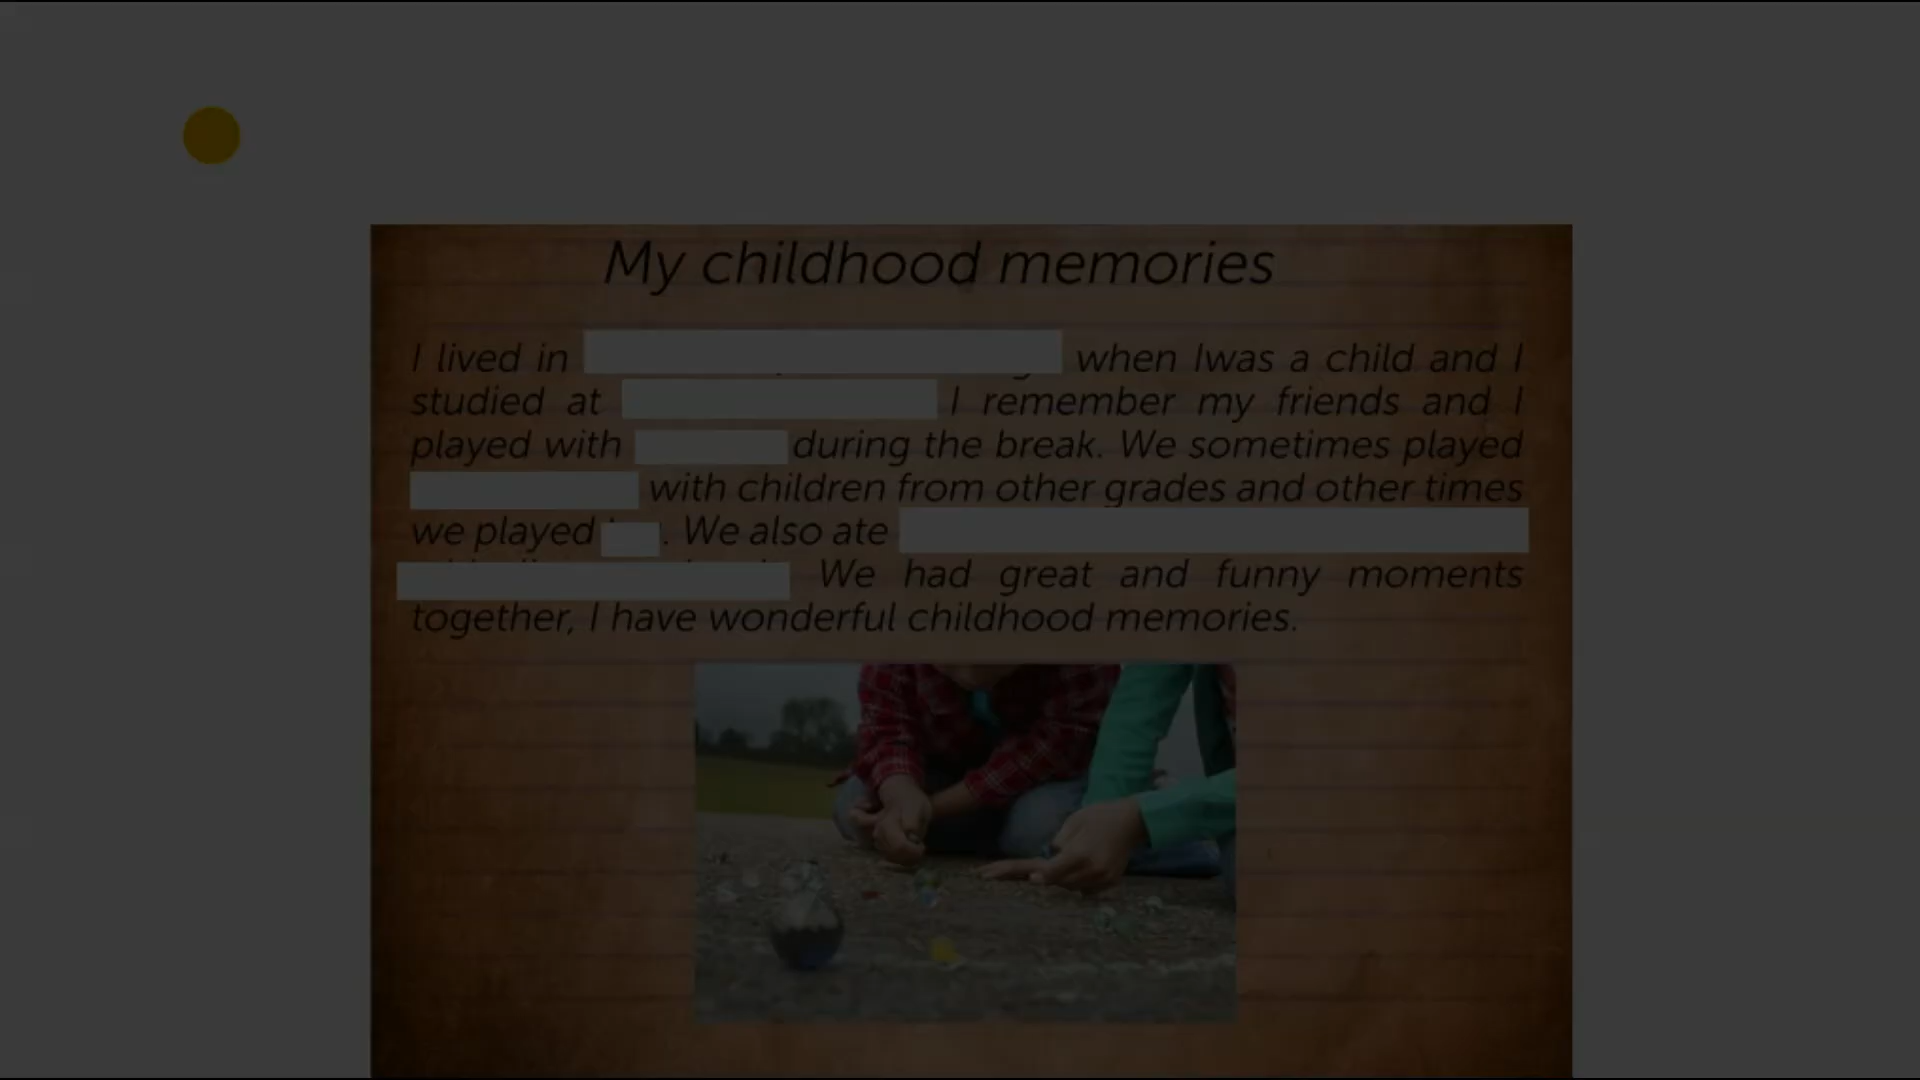 My childhood memories
I lived in when Iwas a child and I
studied at I remember my friends and I
played with during the break. We sometimes played
with children from other grades and other times
we played . We also ate
We had great and funny moments
together, I have wonderful childhood memories.